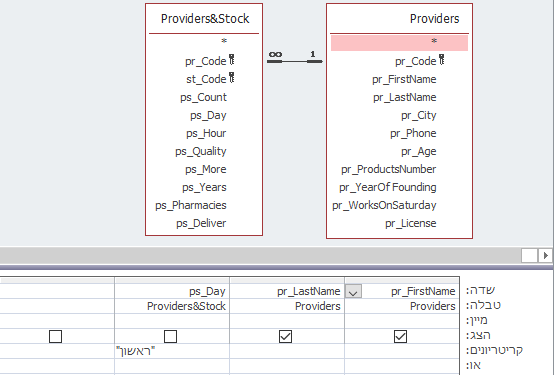 Providers&Stock
*
pr_Code
st_Code
ps_Count
ps_Day
ps_Hour
ps_Quality
ps_More
ps_Years
ps_Pharmacies
ps_Deliver
∞ 1
Providers
*
pr_Code
pr_FirstName
pr_LastName
pr_City
pr_Phone
pr_Age
pr_ProductsNumber
pr_YearOf Founding
pr_WorksOnSaturday
pr_License
שדה: pr_FirstName pr_LastName ps_Day
טבלה: Providers Providers Providers&Stock
מיין:
הצג:
קריטריונים: "ראשון"
או: